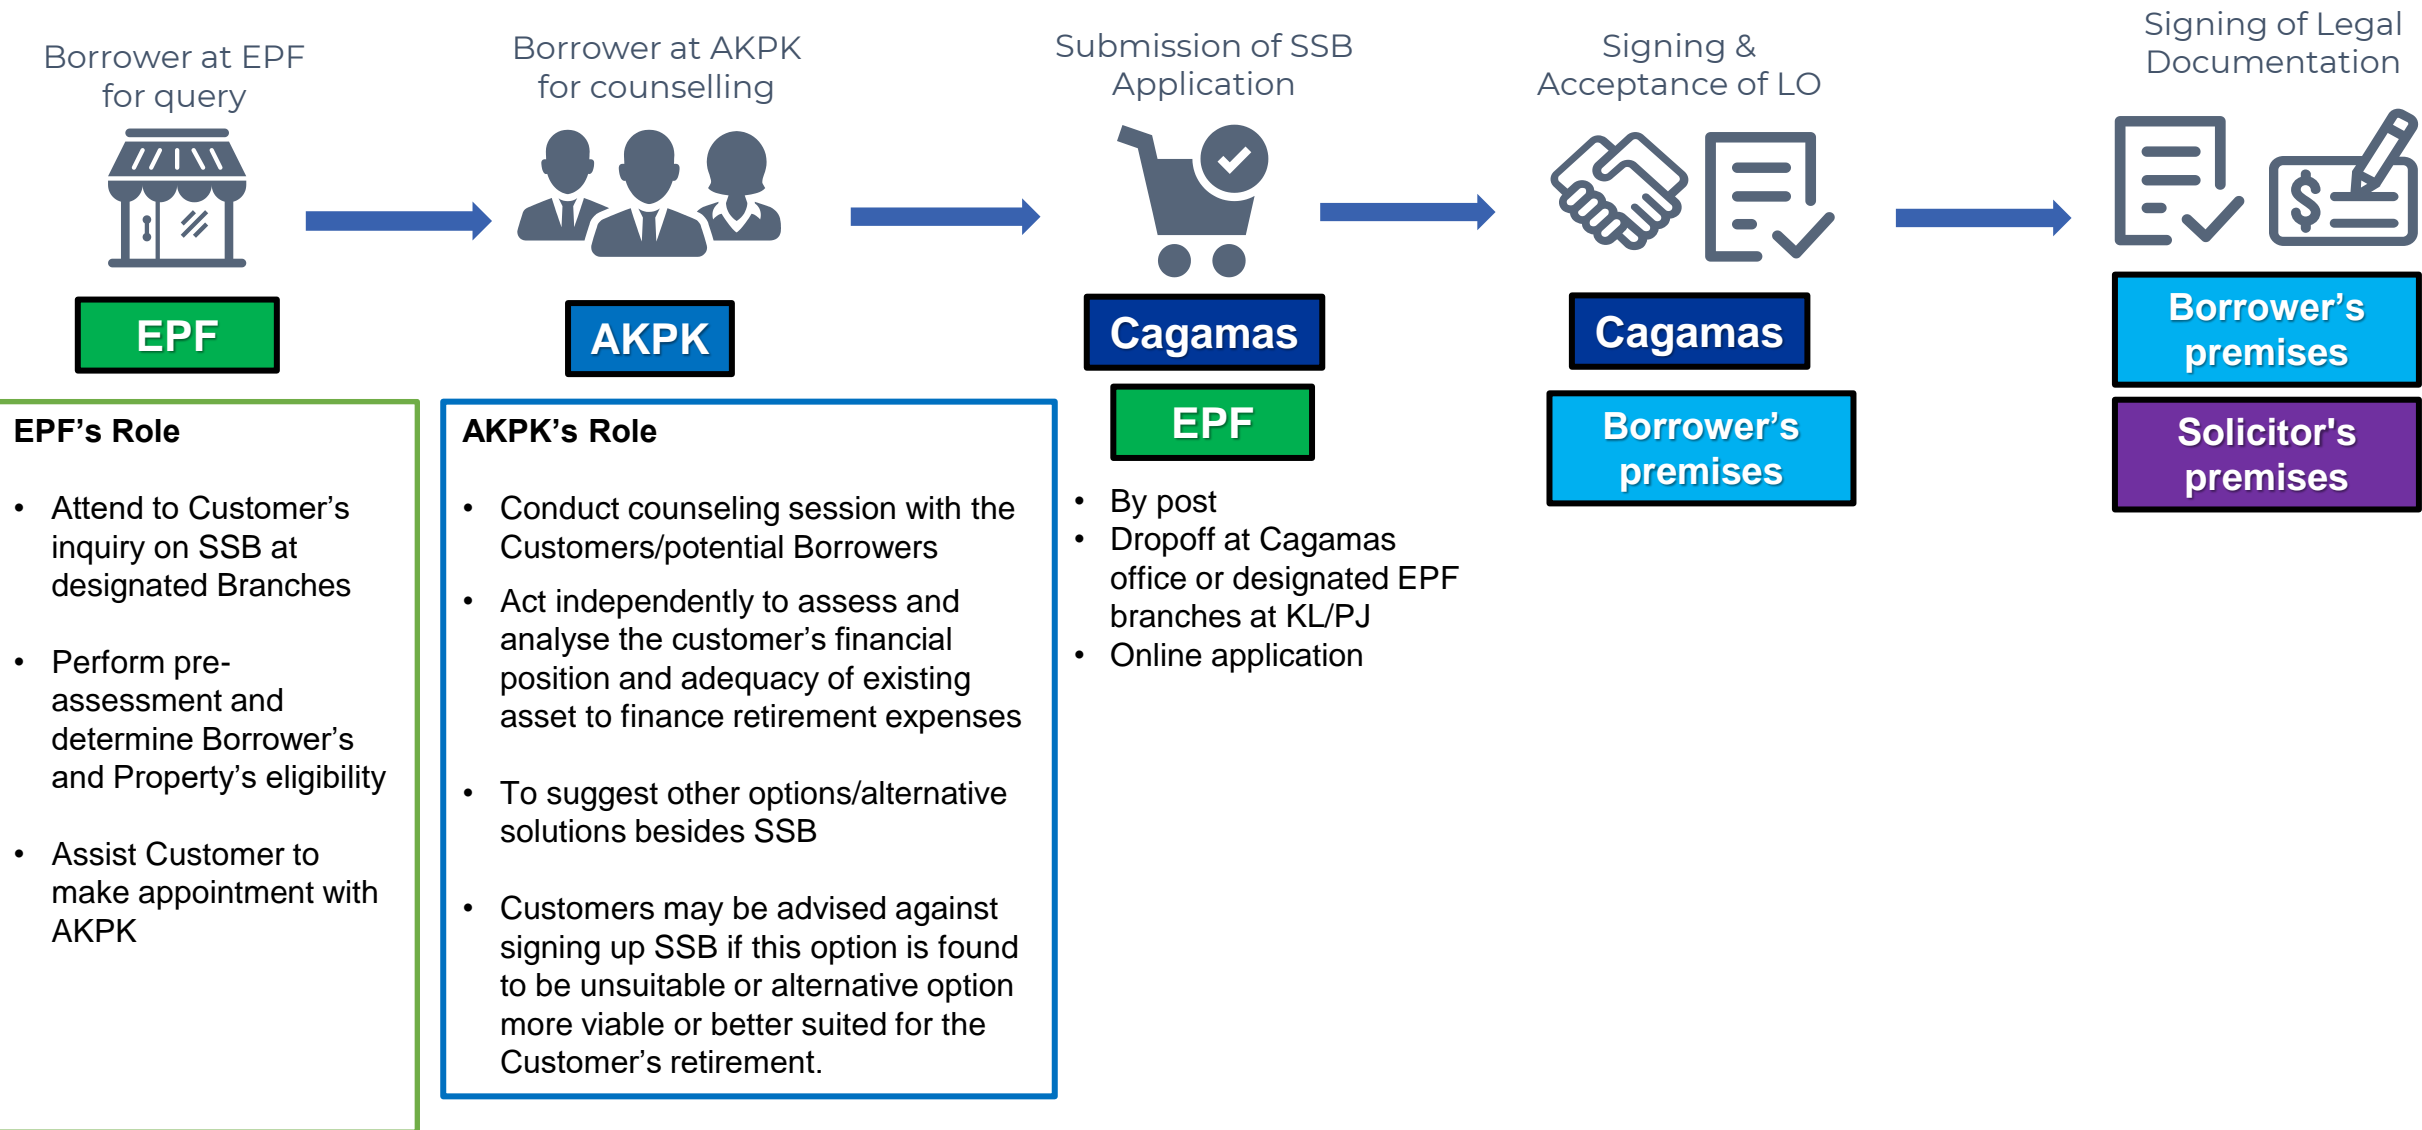 Borrower at EPF
for query
Borrower at AKPK
for counselling
Submission of SSB
Application
Signing &
Acceptance of LO
Signing of Legal
Documentation
$
EPF
AKPK
Cagamas
EPF
Cagamas
Borrower’s
premises
Borrower’s
premises
Solicitor's
premises
EPF’s Role
• Attend to Customer’s
inquiry on SSB at
designated Branches
• Perform pre-
assessment and
determine Borrower’s
and Property’s eligibility
• Assist Customer to
make appointment with
AKPK
AKPK’s Role
• Conduct counseling session with the
Customers/potential Borrowers
• Act independently to assess and
analyse the customer’s financial
position and adequacy of existing
asset to finance retirement expenses
• To suggest other options/alternative
solutions besides SSB
• Customers may be advised against
signing up SSB if this option is found
to be unsuitable or alternative option
more viable or better suited for the
Customer’s retirement.
• By post
• Dropoff at Cagamas
office or designated EPF
branches at KL/PJ
• Online application